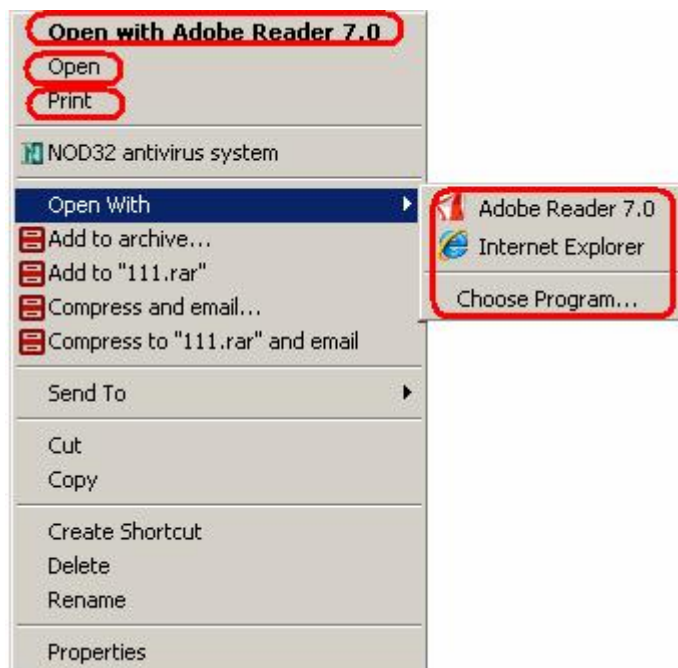 Open with Adobe Reader 7.0
Open
Print
NOD32 antivirus system
Open With
Adobe Reader 7.0
Internet Explorer
Choose Program...
Add to archive...
Add to "111.rar"
Compress and email...
Compress to "111.rar" and email
Send To
Cut
Copy
Create Shortcut
Delete
Rename
Properties